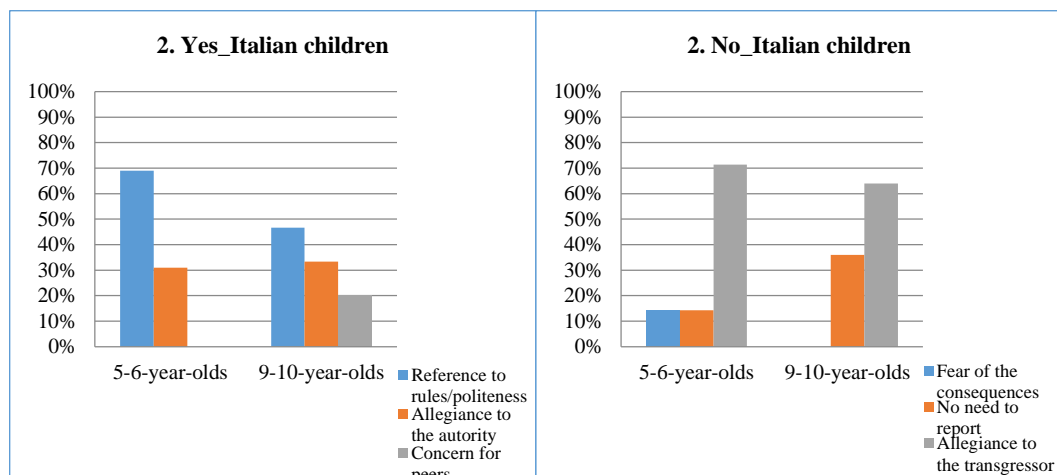 2. Yes_Italian children
100%
90%
80%
70%
60%
50%
40%
30%
20%
10%
0%
5-6-year-olds 9-10-year-olds
Reference to
rules/politeness
Allegiance to
the autority
Concern for
peers
2. No_Italian children
100%
90%
80%
70%
60%
50%
40%
30%
20%
10%
0%
5-6-year-olds 9-10-year-olds
Fear of the
consequences
No need to
report
Allegiance to
the transgressor